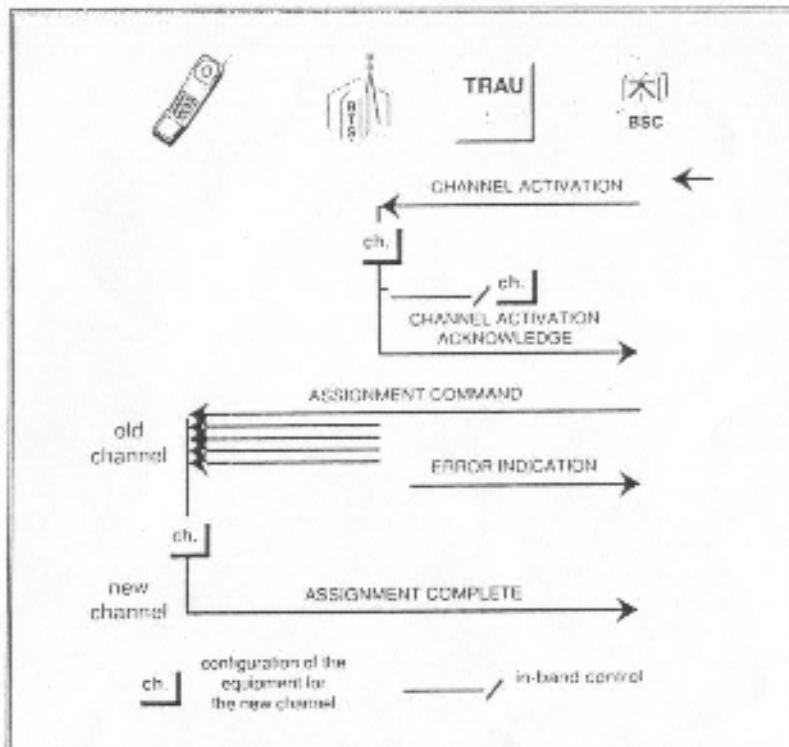 BTS
TRAU
BSC
CHANNEL ACTIVATION
ch.
ch.
CHANNEL ACTIVATION
ACKNOWLEDGE
ASSIGNMENT COMMAND
old
channel
ERROR INDICATION
ch.
new
channel
ASSIGNMENT COMPLETE
ch.
configuration of the
equipment for
the new channel
in-band control